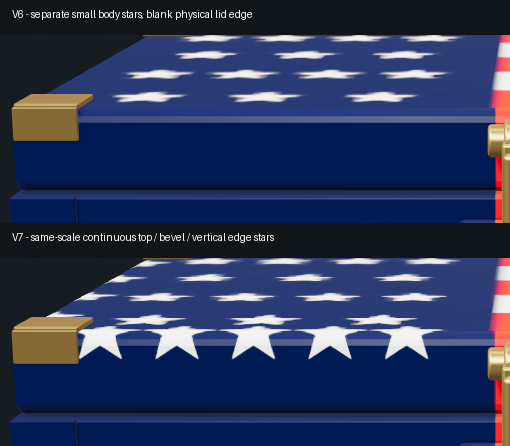 V6 - separate small body stars, blank physical lid edge
V7 - same-scale continuous top / bevel / vertical edge stars